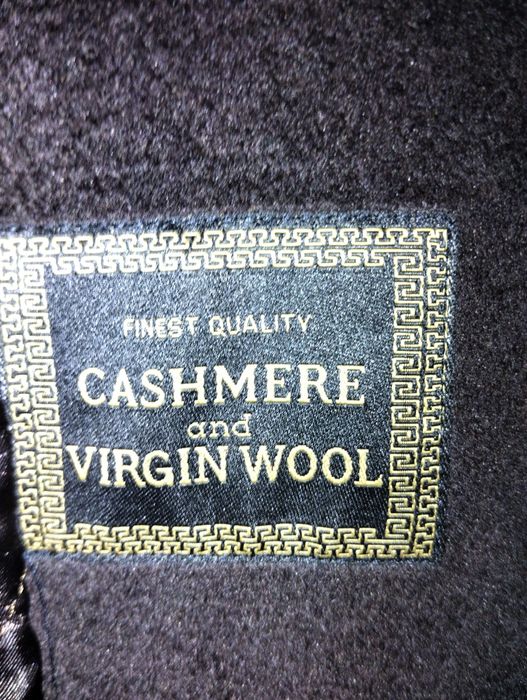 FINEST QUALITY
CASHMERE
and
VIRGIN WOOL